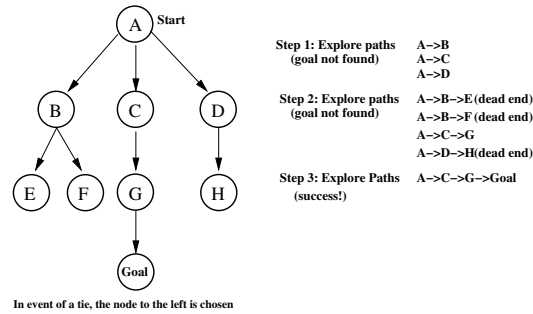 A Start
B C D
E F G H
Goal
In event of a tie, the node to the left is chosen
Step 1: Explore paths A->B
(goal not found) A->C
A->D
Step 2: Explore paths A->B->E(dead end)
(goal not found) A->B->F(dead end)
A->C->G
A->D->H(dead end)
Step 3: Explore Paths A->C->G->Goal
(success!)